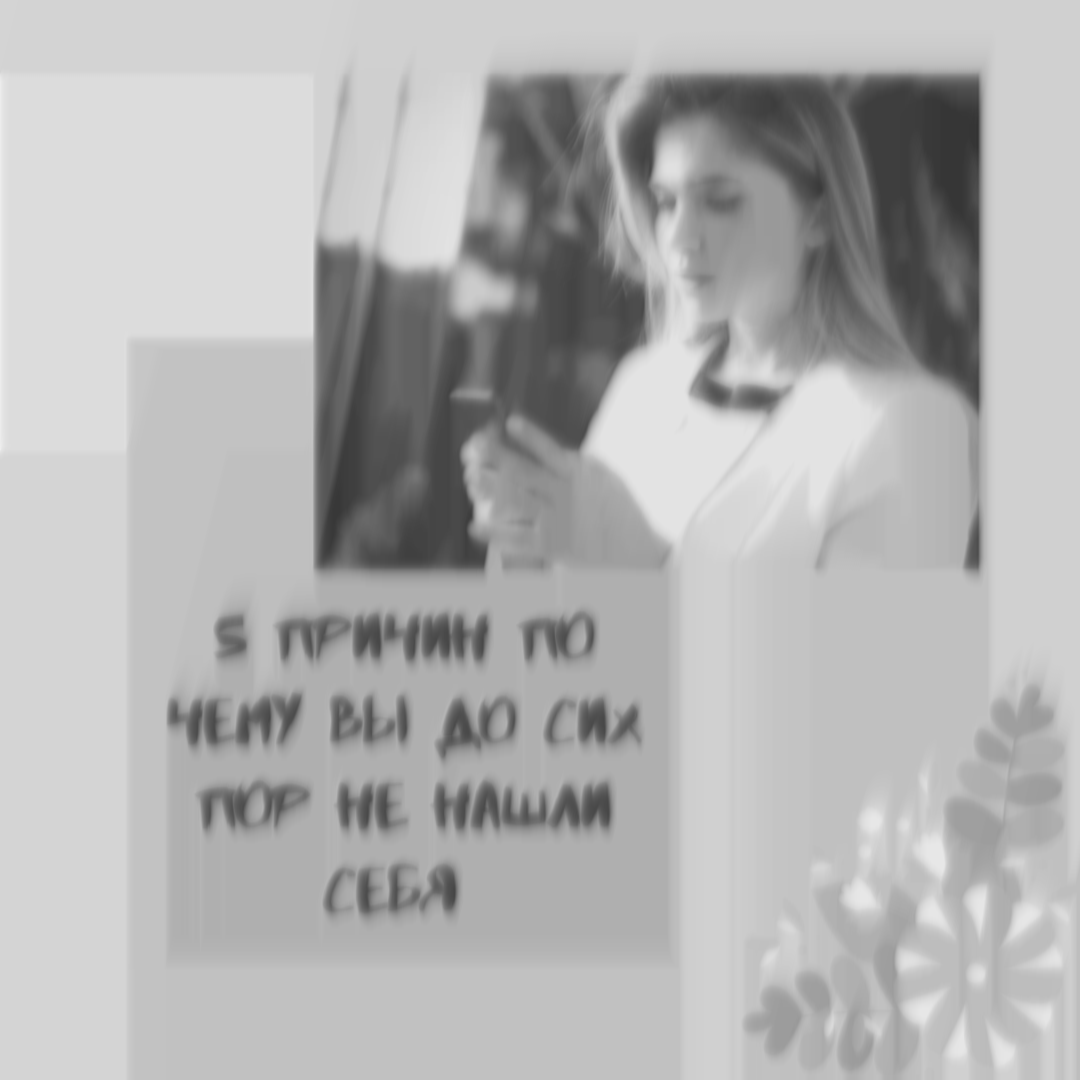 5 ПРИЧИН ПО
ЧЕМУ ВЫ ДО СИХ
ПОР НЕ НАШЛИ
СЕБЯ